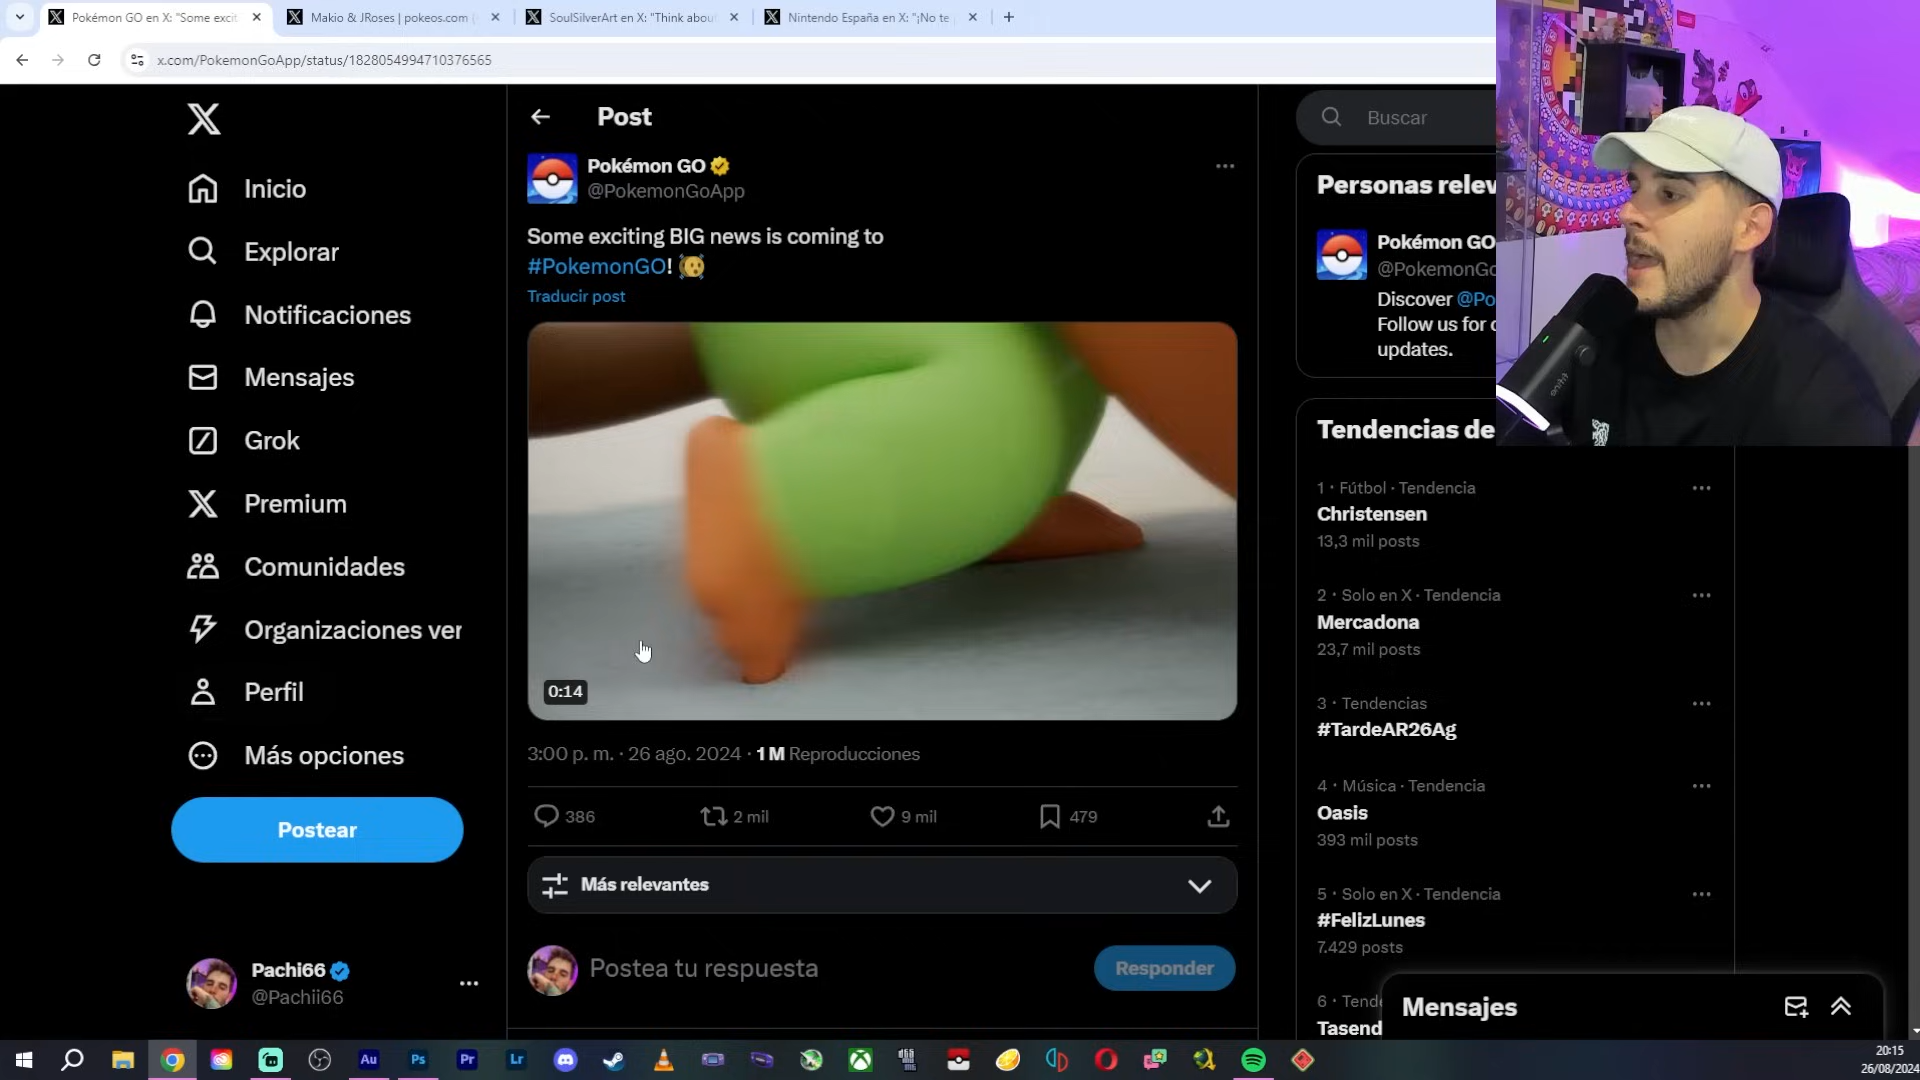 Pokémon GO en X: "Some excit
Makio & JRoses | pokeos.com (
SoulSilverArt en X: "Think abou
Nintendo España en X: "¡No te
x.com/PokemonGoApp/status/1828054994710376565
Inicio
Explorar
Notificaciones
Mensajes
Grok
Premium
Comunidades
Organizaciones ver
Perfil
Más opciones
Postear
Pachi66
@Pachii66
Post
Pokémon GO
@PokemonGoApp
Some exciting BIG news is coming to
#PokemonGO!
Traducir post
0:14
3:00 p. m. · 26 ago. 2024 · 1 M Reproducciones
386
2 mil
9 mil
479
Más relevantes
Postea tu respuesta
Responder
Buscar
Personas relev
Pokémon GO
@PokemonGo
Discover @Po
Follow us for
updates.
Tendencias de
1 · Fútbol · Tendencia
Christensen
13,3 mil posts
2 · Solo en X · Tendencia
Mercadona
23,7 mil posts
3 · Tendencias
#TardeAR26Ag
4 · Música · Tendencia
Oasis
393 mil posts
5 · Solo en X · Tendencia
#FelizLunes
7.429 posts
6 · Tende
Tasend
Mensajes
Au
Ps
Pr
Lr
20:15
26/08/2024